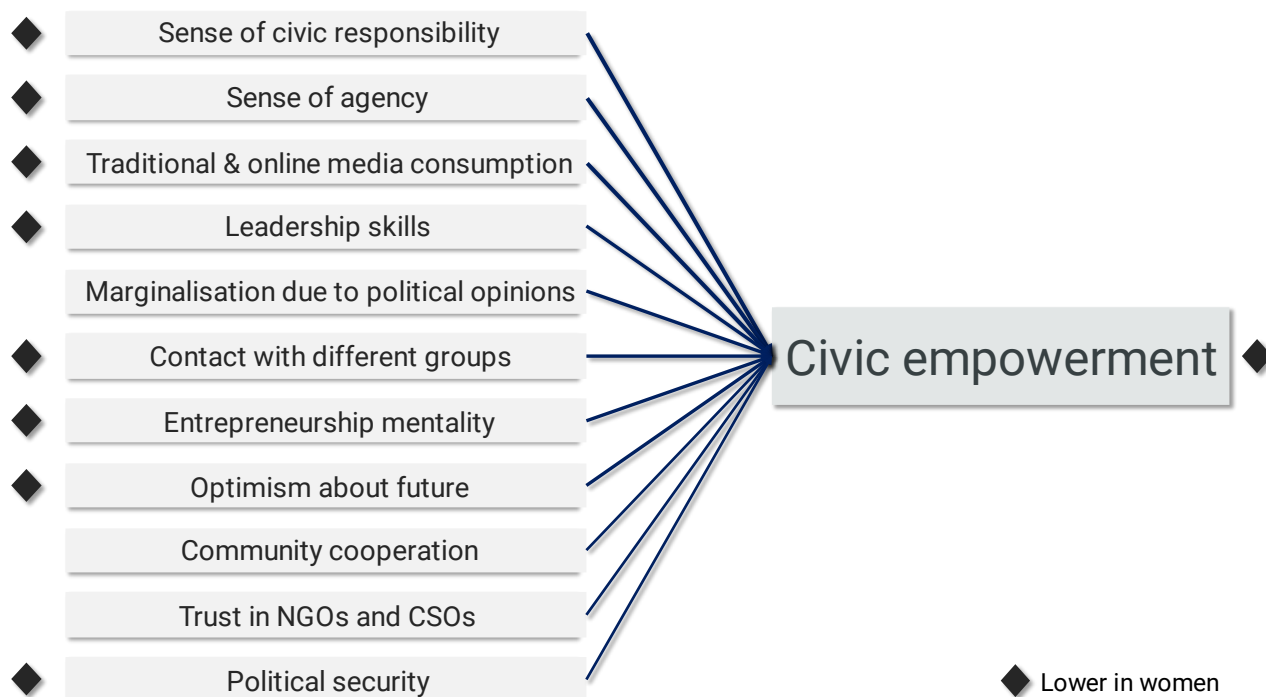 Sense of civic responsibility
Sense of agency
Traditional & online media consumption
Leadership skills
Marginalisation due to political opinions
Contact with different groups
Entrepreneurship mentality
Optimism about future
Community cooperation
Trust in NGOs and CSOs
Political security
Civic empowerment
Lower in women